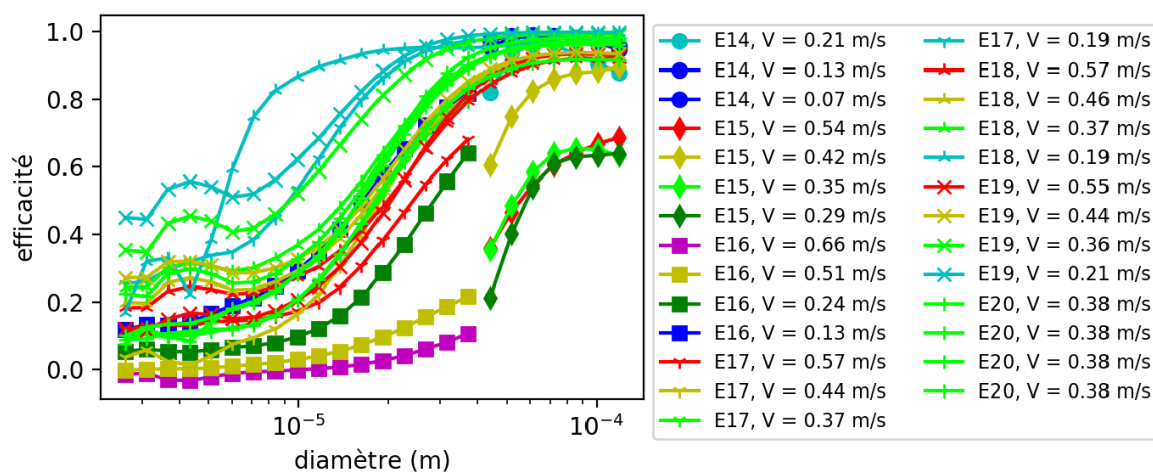 1.0
0.8
0.6
0.4
0.2
0.0
efficacité
10⁻⁵
10⁻⁴
diamètre (m)
E14, V = 0.21 m/s
E14, V = 0.13 m/s
E14, V = 0.07 m/s
E15, V = 0.54 m/s
E15, V = 0.42 m/s
E15, V = 0.35 m/s
E15, V = 0.29 m/s
E16, V = 0.66 m/s
E16, V = 0.51 m/s
E16, V = 0.24 m/s
E16, V = 0.13 m/s
E17, V = 0.57 m/s
E17, V = 0.44 m/s
E17, V = 0.37 m/s
E17, V = 0.19 m/s
E18, V = 0.57 m/s
E18, V = 0.46 m/s
E18, V = 0.37 m/s
E18, V = 0.19 m/s
E19, V = 0.55 m/s
E19, V = 0.44 m/s
E19, V = 0.36 m/s
E19, V = 0.21 m/s
E20, V = 0.38 m/s
E20, V = 0.38 m/s
E20, V = 0.38 m/s
E20, V = 0.38 m/s